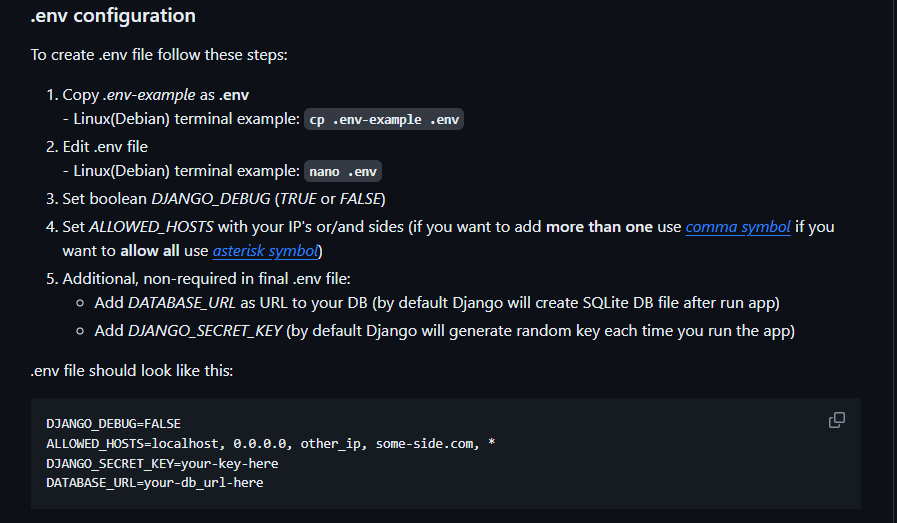 .env configuration
To create .env file follow these steps:
1. Copy .env-example as .env
- Linux(Debian) terminal example: cp .env-example .env
2. Edit .env file
- Linux(Debian) terminal example: nano .env
3. Set boolean DJANGO_DEBUG (TRUE or FALSE)
4. Set ALLOWED_HOSTS with your IP's or/and sides (if you want to add more than one use comma symbol if you
want to allow all use asterisk symbol)
5. Additional, non-required in final .env file:
○ Add DATABASE_URL as URL to your DB (by default Django will create SQLite DB file after run app)
○ Add DJANGO_SECRET_KEY (by default Django will generate random key each time you run the app)
.env file should look like this:
DJANGO_DEBUG=FALSE
ALLOWED_HOSTS=localhost, 0.0.0.0, other_ip, some-side.com, *
DJANGO_SECRET_KEY=your-key-here
DATABASE_URL=your-db_url-here